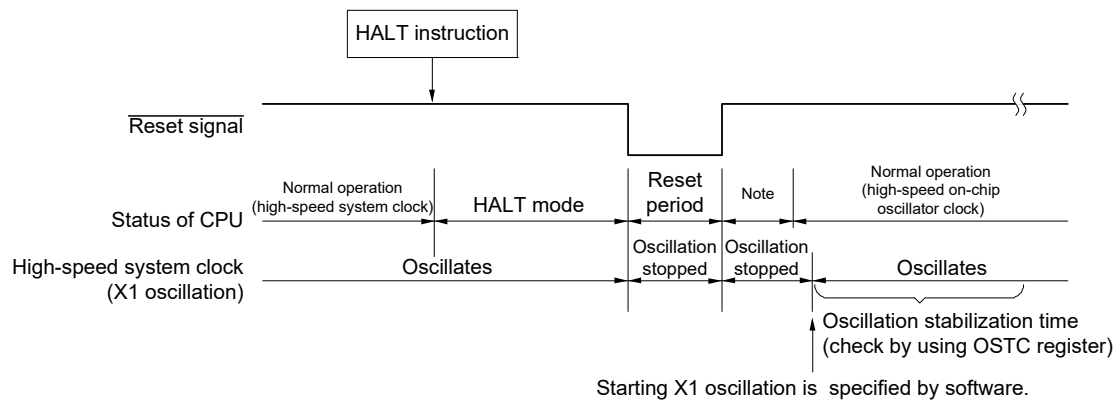 HALT instruction
Reset signal
Normal operation
(high-speed system clock)
HALT mode
Reset
period
Note
Normal operation
(high-speed on-chip
oscillator clock)
Status of CPU
High-speed system clock
(X1 oscillation)
Oscillates
Oscillation
stopped
Oscillation
stopped
Oscillates
Oscillation stabilization time
(check by using OSTC register)
Starting X1 oscillation is specified by software.